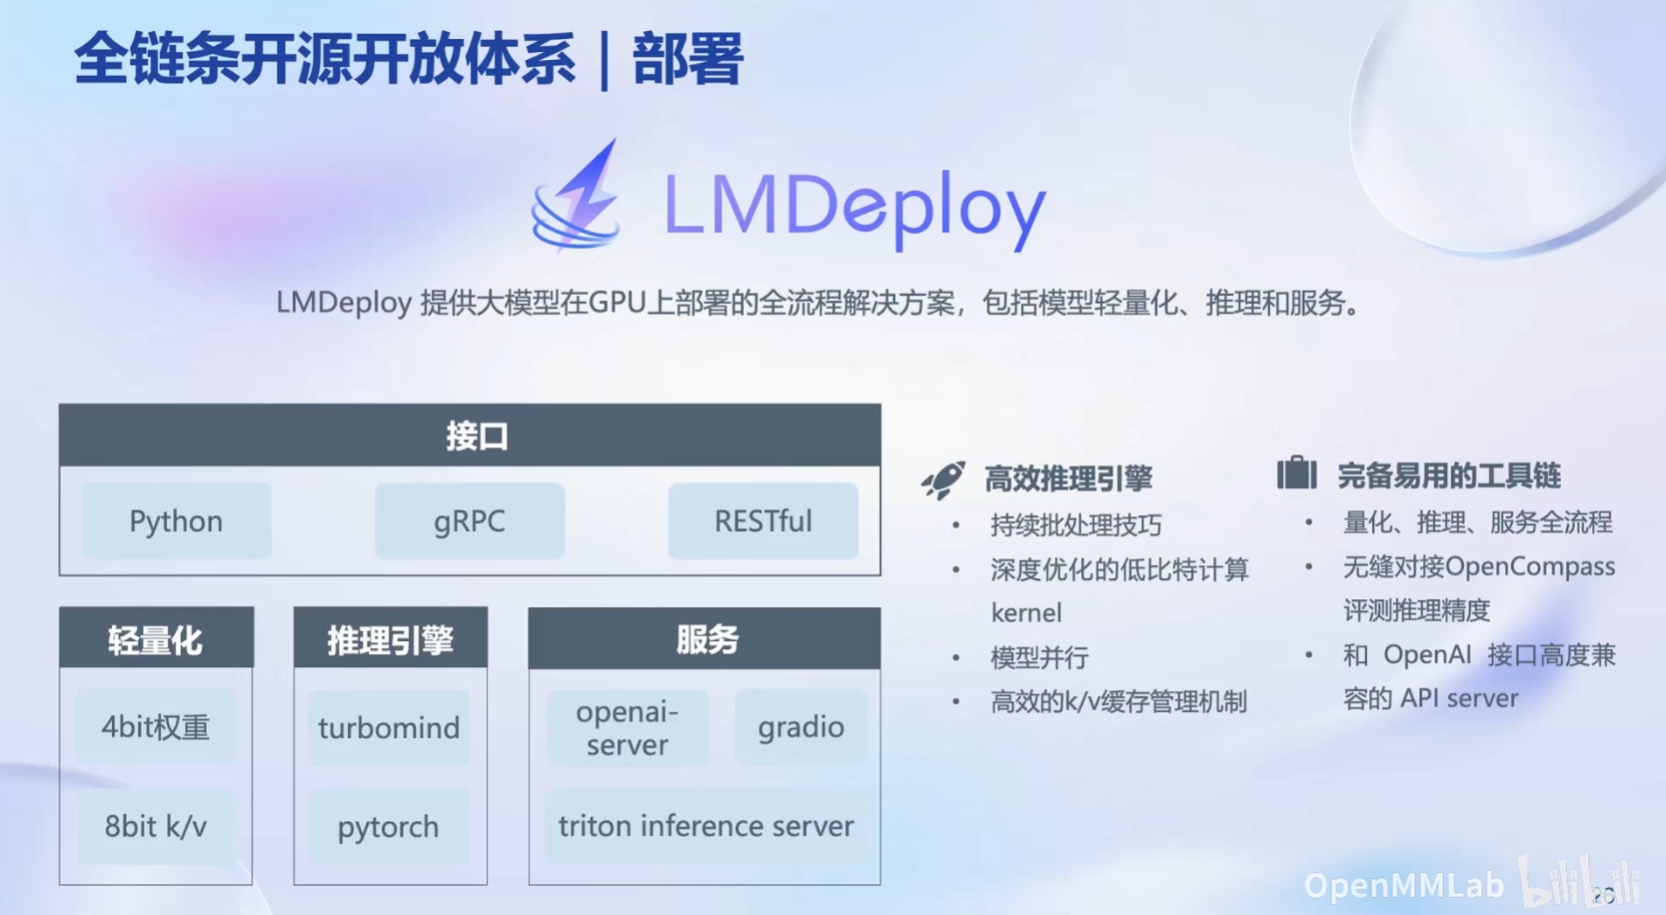 全链条开源开放体系｜部署
LMDeploy
LMDeploy 提供大模型在GPU上部署的全流程解决方案，包括模型轻量化、推理和服务。
接口
Python
gRPC
RESTful
轻量化
4bit权重
8bit k/v
推理引擎
turbomind
pytorch
服务
openai-
server
gradio
triton inference server
高效推理引擎
• 持续批处理技巧
• 深度优化的低比特计算
kernel
• 模型并行
• 高效的k/v缓存管理机制
完备易用的工具链
• 量化、推理、服务全流程
• 无缝对接OpenCompass
评测推理精度
• 和 OpenAI 接口高度兼
容的 API server
OpenMMLab
bilibili